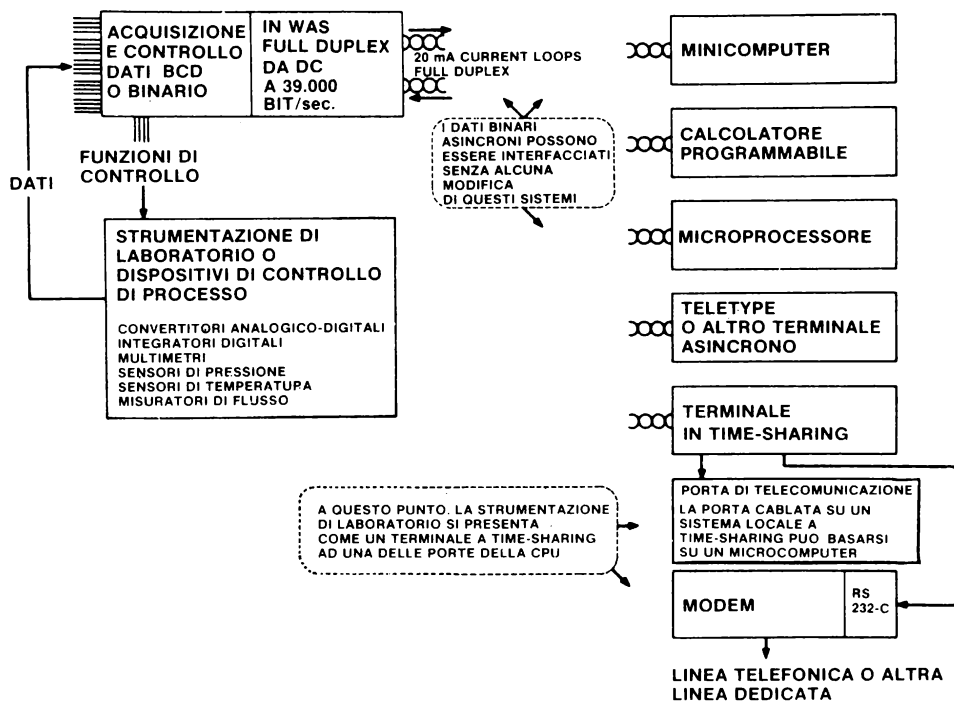 ACQUISIZIONE
E CONTROLLO
DATI BCD
O BINARIO
IN WAS
FULL DUPLEX
DA DC
A 39.000
BIT/sec.
20 mA CURRENT LOOPS
FULL DUPLEX
I DATI BINARI
ASINCRONI POSSONO
ESSERE INTERFACCIATI
SENZA ALCUNA
MODIFICA
DI QUESTI SISTEMI
DATI
FUNZIONI DI
CONTROLLO
STRUMENTAZIONE DI
LABORATORIO O
DISPOSITIVI DI CONTROLLO
DI PROCESSO
CONVERTITORI ANALOGICO-DIGITALI
INTEGRATORI DIGITALI
MULTIMETRI
SENSORI DI PRESSIONE
SENSORI DI TEMPERATURA
MISURATORI DI FLUSSO
MINICOMPUTER
CALCOLATORE
PROGRAMMABILE
MICROPROCESSORE
TELETYPE
O ALTRO TERMINALE
ASINCRONO
TERMINALE
IN TIME-SHARING
A QUESTO PUNTO. LA STRUMENTAZIONE
DI LABORATORIO SI PRESENTA
COME UN TERMINALE A TIME-SHARING
AD UNA DELLE PORTE DELLA CPU
PORTA DI TELECOMUNICAZIONE
LA PORTA CABLATA SU UN
SISTEMA LOCALE A
TIME-SHARING PUO BASARSI
SU UN MICROCOMPUTER
MODEM
RS
232-C
LINEA TELEFONICA O ALTRA
LINEA DEDICATA